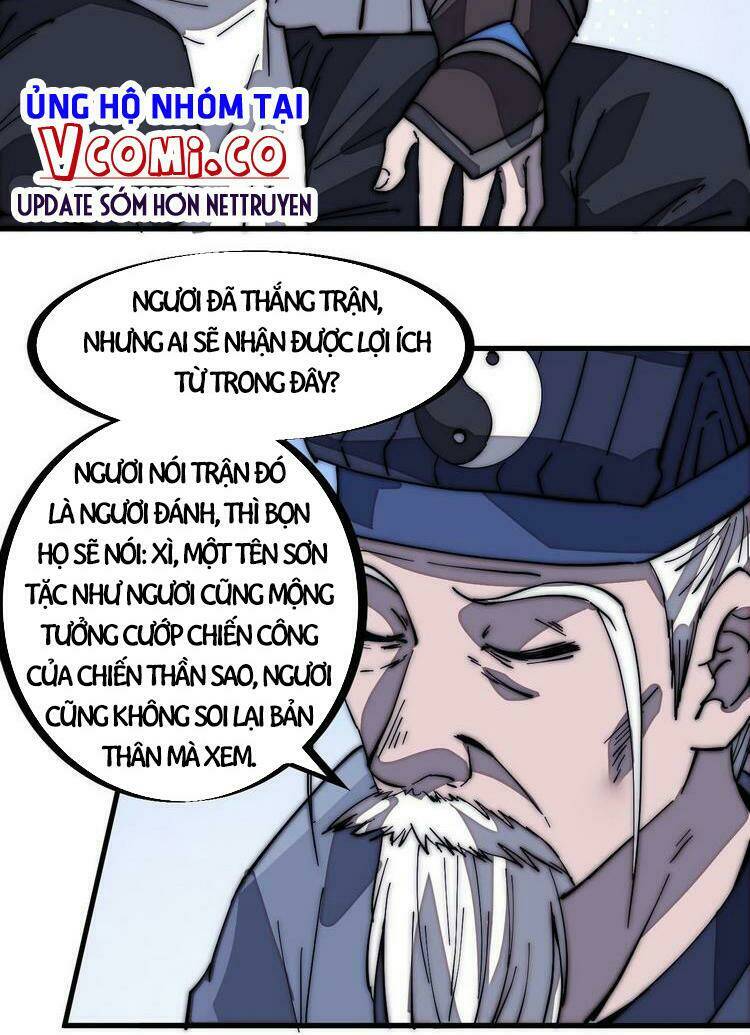 ỦNG HỘ NHÓM TẠI
VCOMI.CO
UPDATE SỚM HƠN NETTRUYEN
NGƯƠI ĐÃ THẮNG TRẬN,
NHƯNG AI SẼ NHẬN ĐƯỢC LỢI ÍCH
TỪ TRONG ĐÂY?
NGƯƠI NÓI TRẬN ĐÓ
LÀ NGƯƠI ĐÁNH, THÌ BỌN
HỌ SẼ NÓI: XÌ, MỘT TÊN SƠN
TẶC NHƯ NGƯƠI CŨNG MỘNG
TƯỞNG CƯỚP CHIẾN CÔNG
CỦA CHIẾN THẦN SAO, NGƯƠI
CŨNG KHÔNG SOI LẠI BẢN
THÂN MÀ XEM.